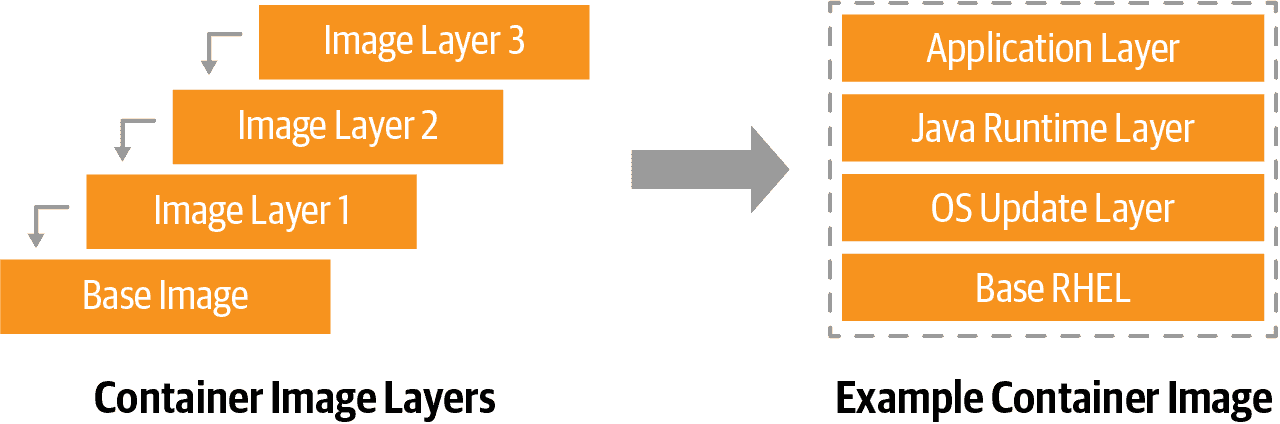 Image Layer 3
Image Layer 2
Image Layer 1
Base Image
Container Image Layers
Application Layer
Java Runtime Layer
OS Update Layer
Base RHEL
Example Container Image